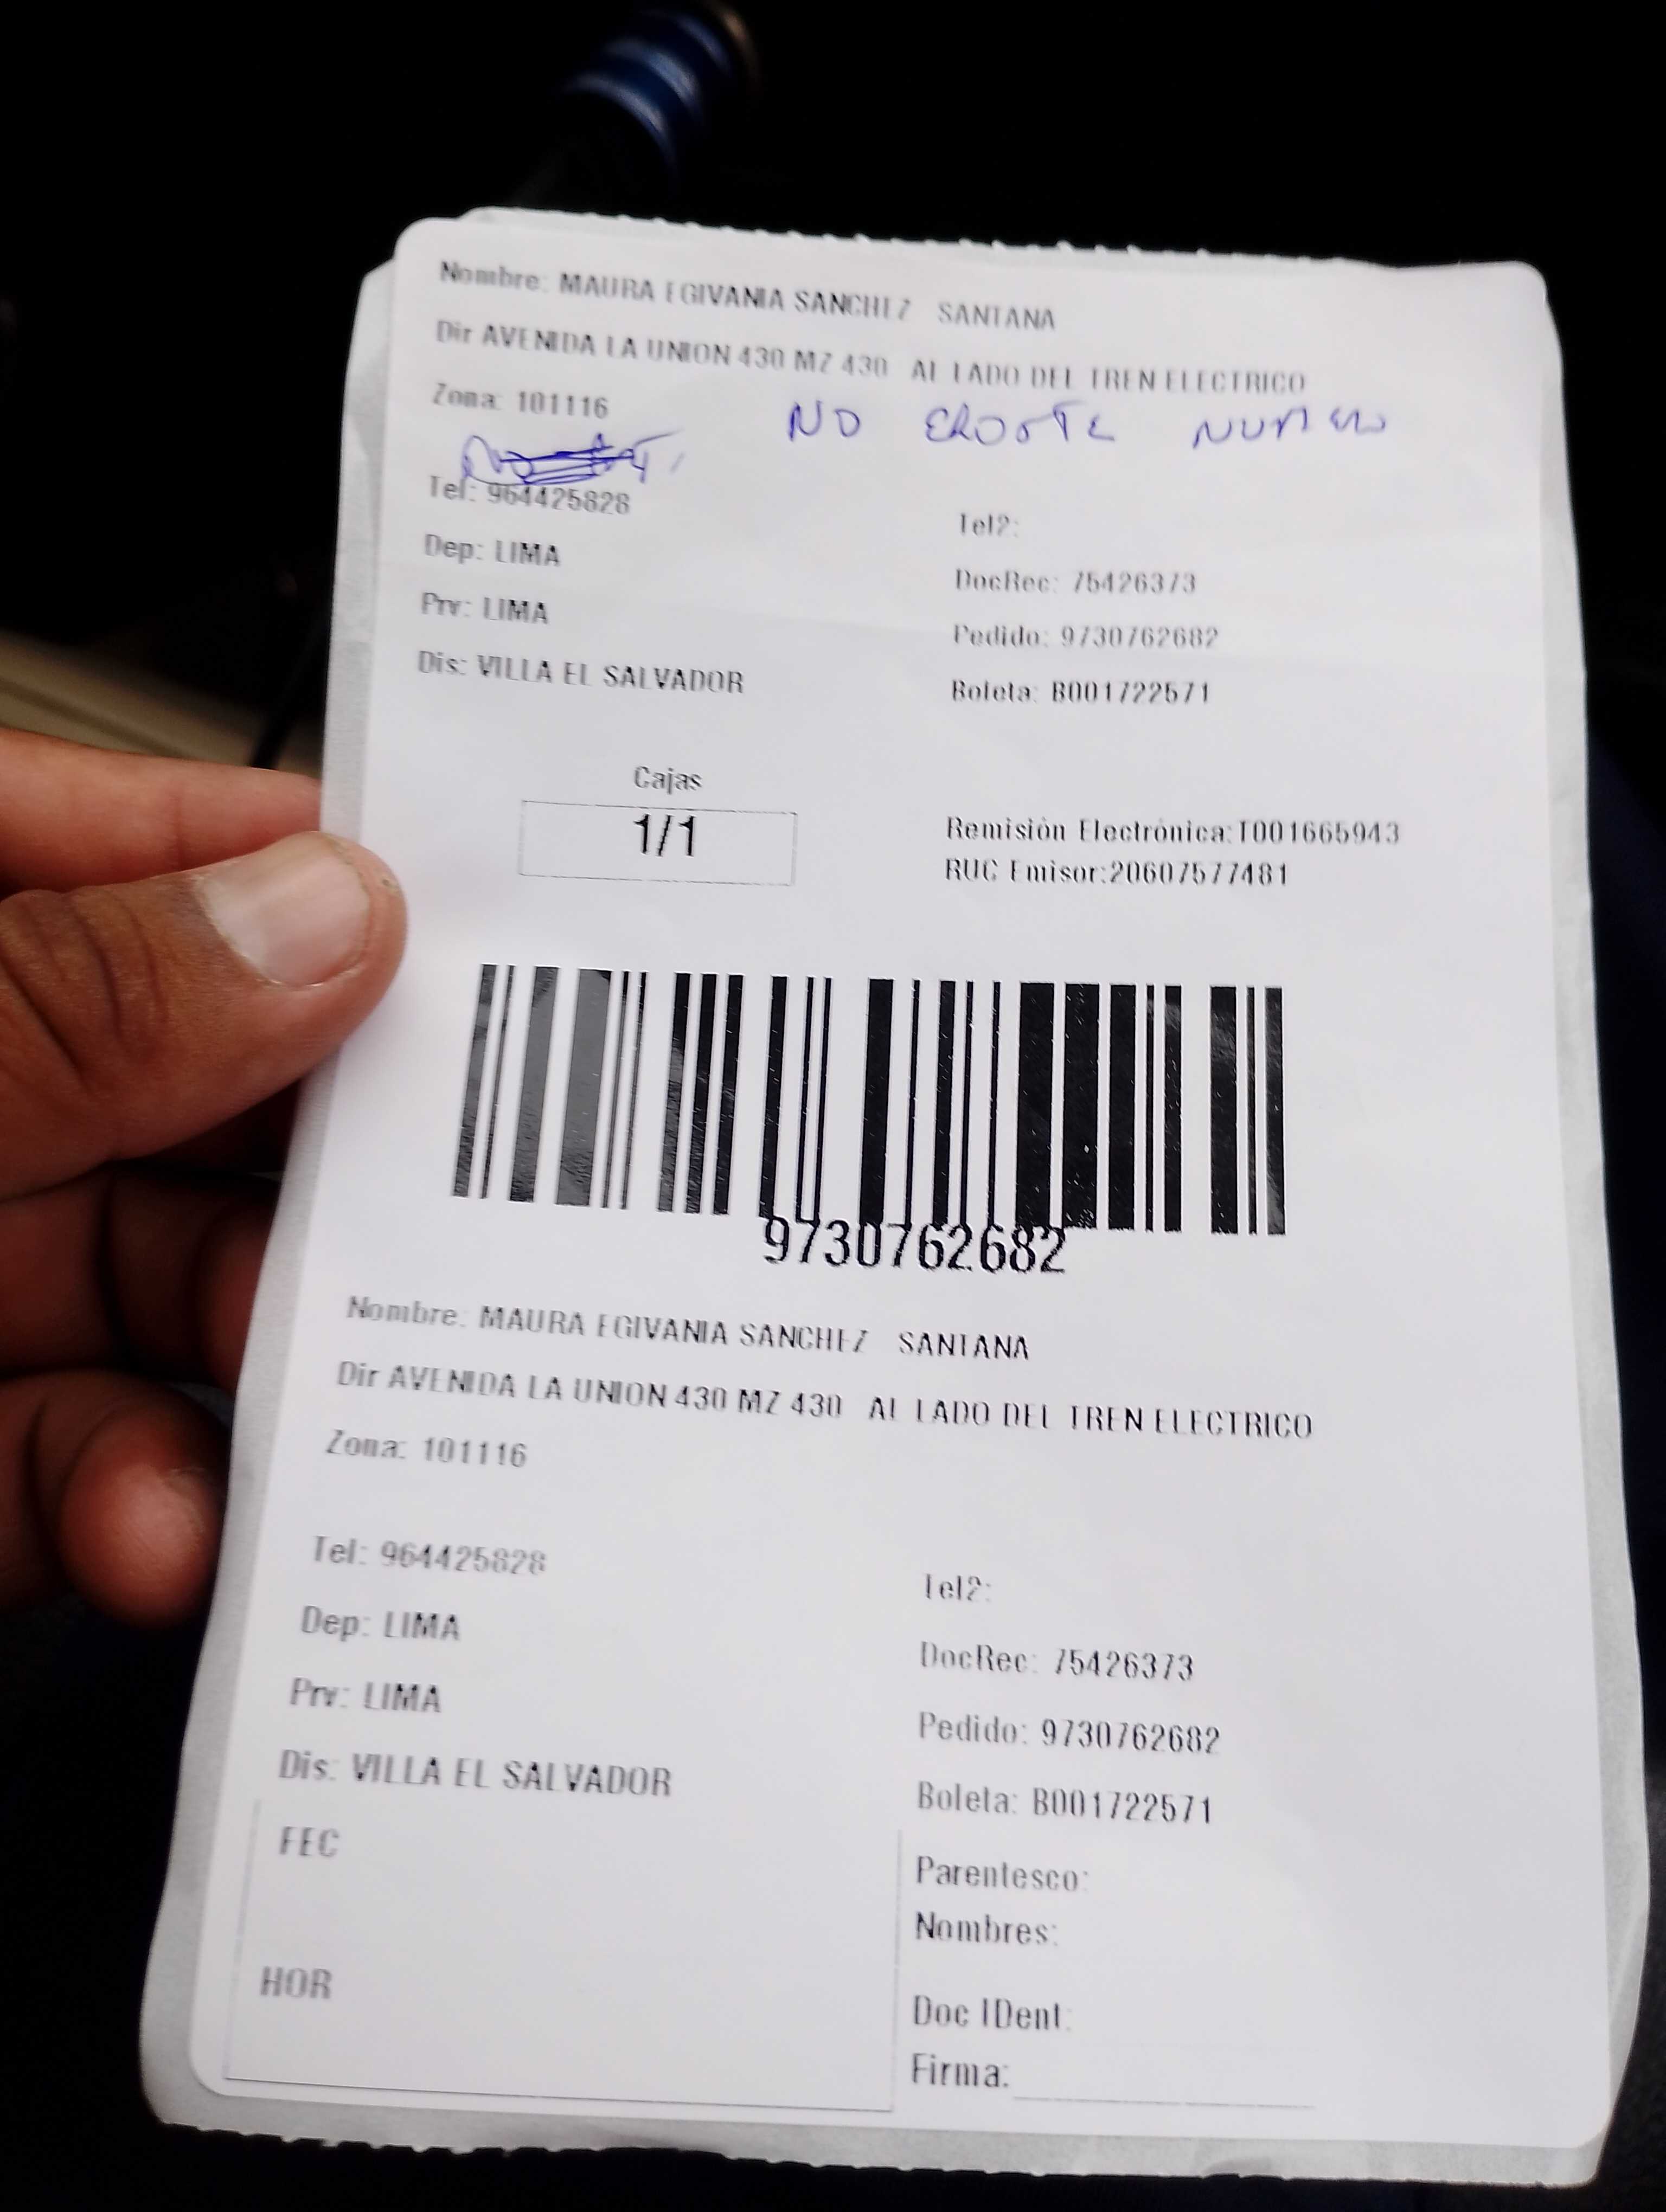 Nombre: MAURA EGIVANIA SANCHEZ SANTANA
Dir AVENIDA LA UNION 430 MZ 430 AL LADO DEL TREN ELECTRICO
Zona: 101116
NO
Tel: 964425828
Tel2:
Dep: LIMA
DocRec: 75426373
Prv: LIMA
Pedido: 9730762682
Dis: VILLA EL SALVADOR
Boleta: B001722571
Cajas
1/1
Remisión Electrónica:T001665943
RUC Emisor:20607577481
9730762682
Nombre: MAURA EGIVANIA SANCHEZ SANTANA
Dir AVENIDA LA UNION 430 MZ 430 AL LADO DEL TREN ELECTRICO
Zona: 101116
Tel: 964425828
Tel2:
Dep: LIMA
DocRec: 75426373
Prv: LIMA
Pedido: 9730762682
Dis: VILLA EL SALVADOR
Boleta: B001722571
FEC
Parentesco:
Nombres:
HOR
Doc IDent:
Firma: